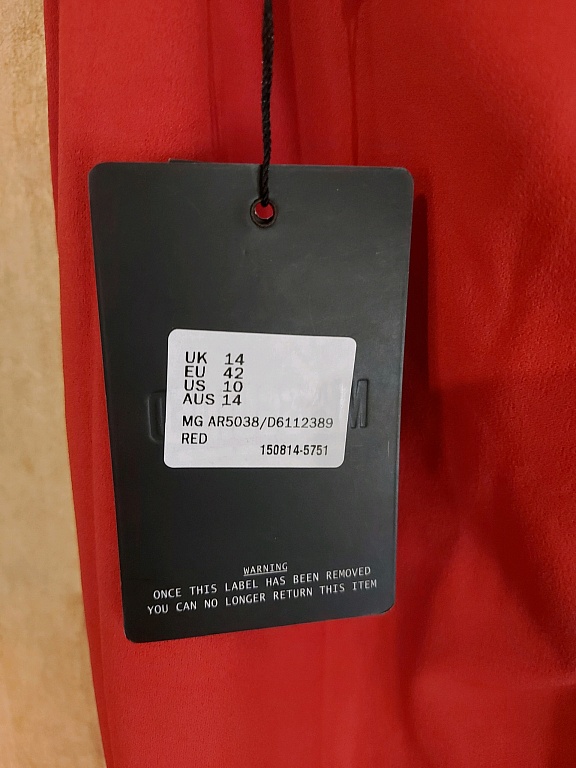 UK 14
EU 42
US 10
AUS 14
MG AR5038/D6112389
RED
150814-5751
WARNING
ONCE THIS LABEL HAS BEEN REMOVED
YOU CAN NO LONGER RETURN THIS ITEM